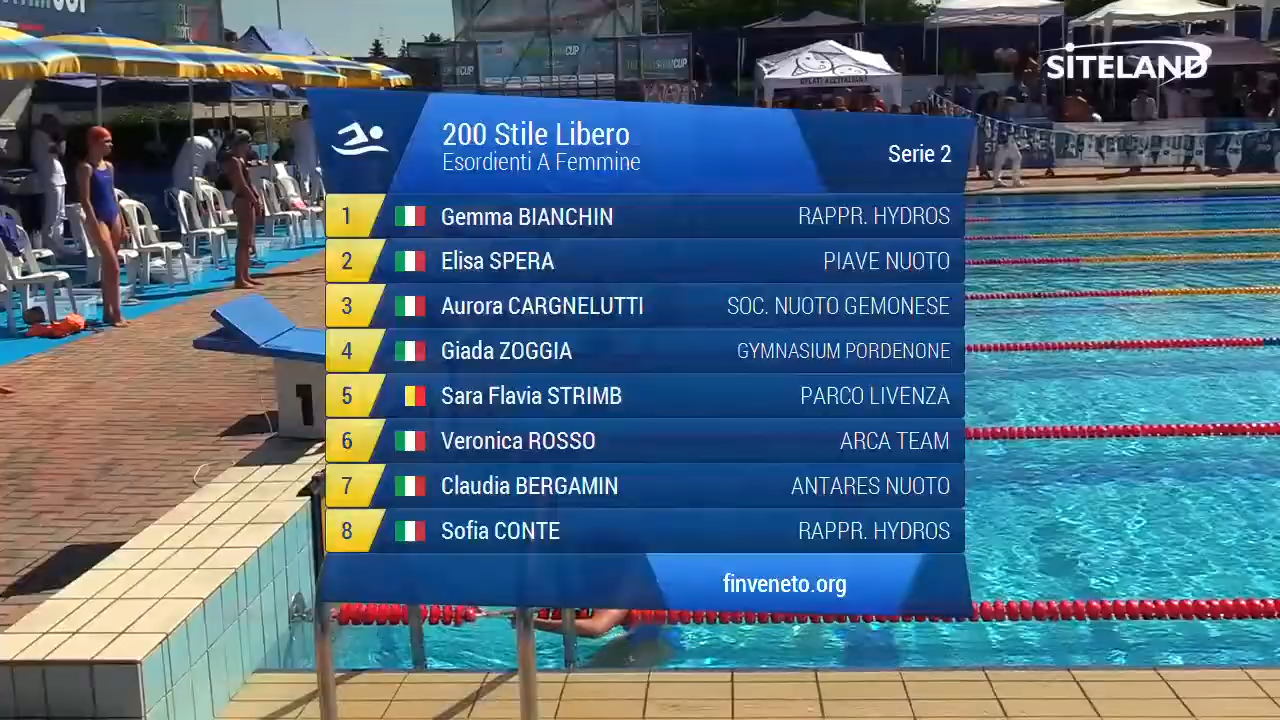 SITELAND
200 Stile Libero
Esordienti A Femmine
Serie 2
1 Gemma BIANCHIN RAPPR. HYDROS
2 Elisa SPERA PIAVE NUOTO
3 Aurora CARGNELUTTI SOC. NUOTO GEMONESE
4 Giada ZOGGIA GYMNASIUM PORDENONE
5 Sara Flavia STRIMB PARCO LIVENZA
6 Veronica ROSSO ARCA TEAM
7 Claudia BERGAMIN ANTARES NUOTO
8 Sofia CONTE RAPPR. HYDROS
finveneto.org
1